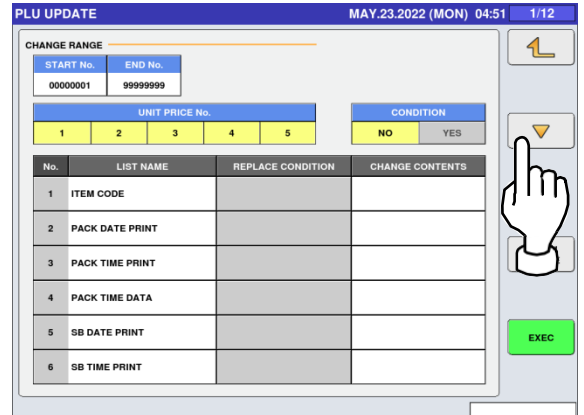 PLU UPDATE MAY.23.2022 (MON) 04:51 1/12
CHANGE RANGE
START No. END No.
00000001 99999999
UNIT PRICE No. CONDITION
1 2 3 4 5 NO YES
No. LIST NAME REPLACE CONDITION CHANGE CONTENTS
1 ITEM CODE
2 PACK DATE PRINT
3 PACK TIME PRINT
4 PACK TIME DATA
5 SB DATE PRINT
EXEC
6 SB TIME PRINT